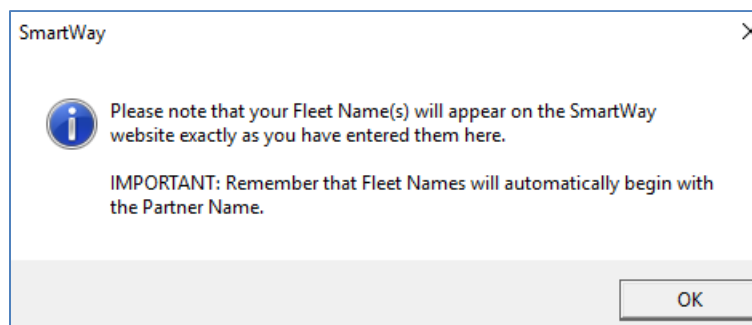 SmartWay
Please note that your Fleet Name(s) will appear on the SmartWay
website exactly as you have entered them here.
IMPORTANT: Remember that Fleet Names will automatically begin with
the Partner Name.
OK